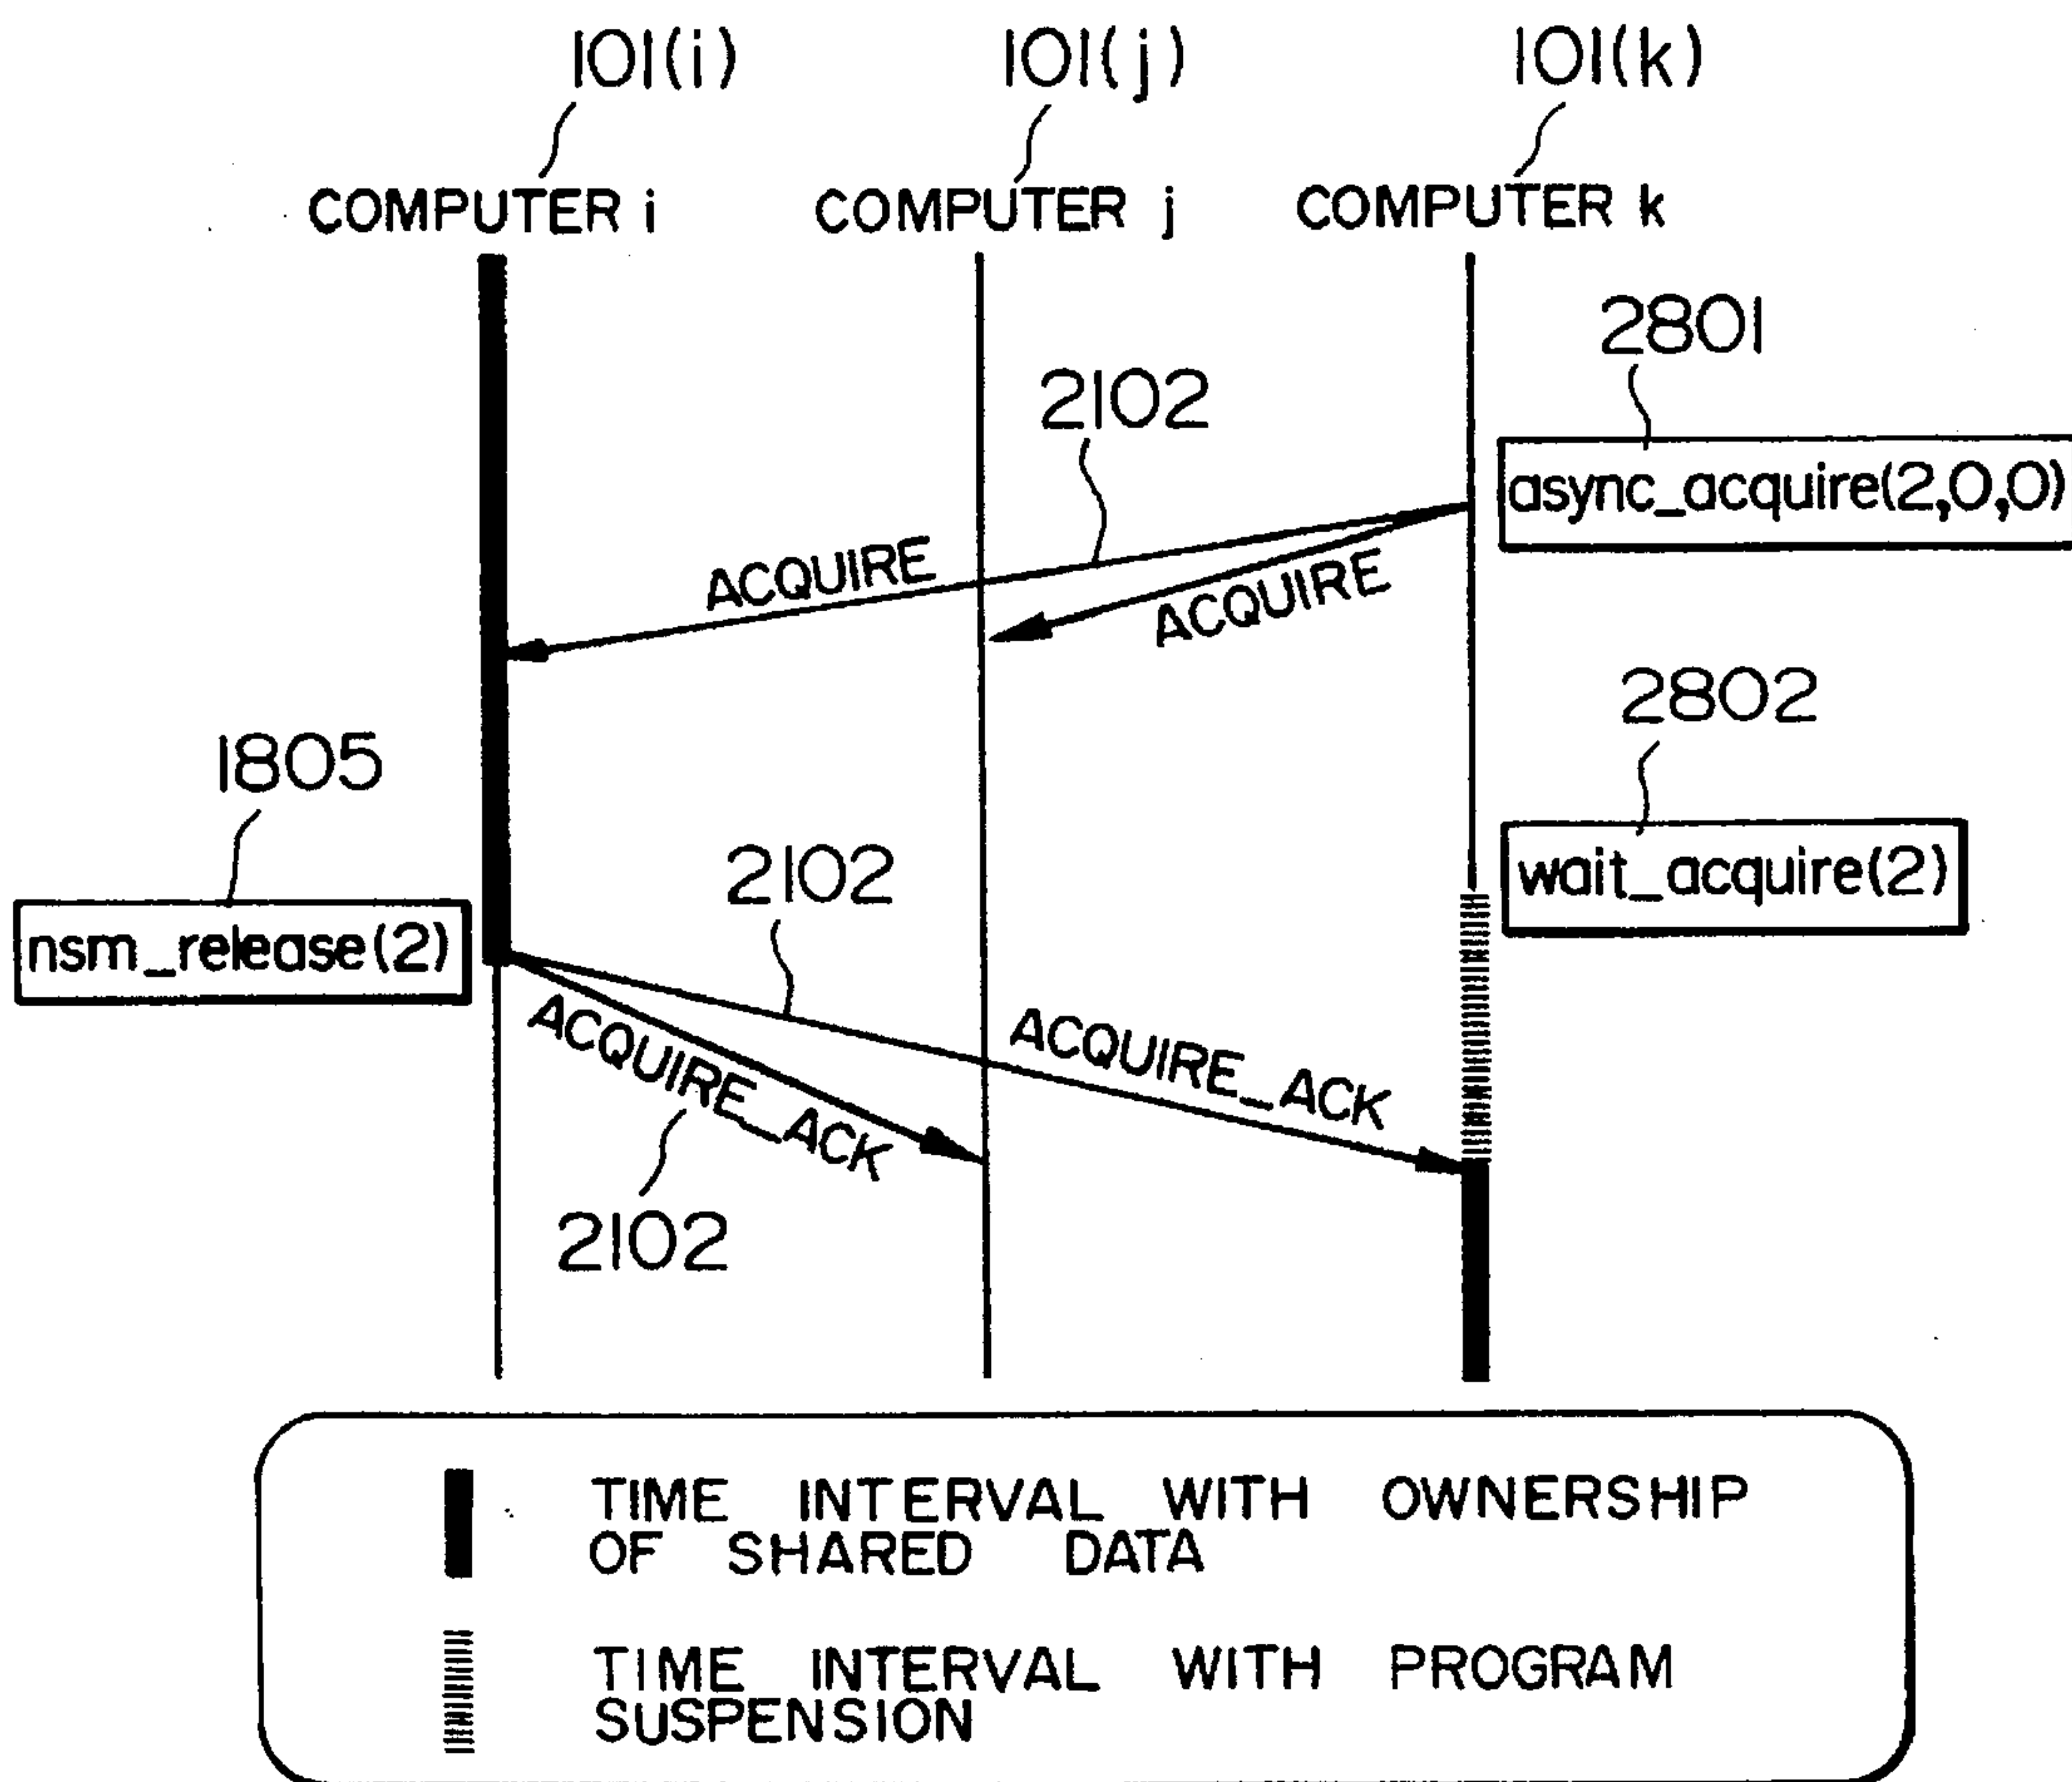 101(i) 101(j) 101(k)
COMPUTER i COMPUTER j COMPUTER k
2801
2102
async_acquire(2,0,0)
ACQUIRE
ACQUIRE
2802
1805
wait_acquire(2)
2102
nsm_release(2)
ACQUIRE_ACK
ACQUIRE_ACK
2102
TIME INTERVAL WITH OWNERSHIP
OF SHARED DATA
TIME INTERVAL WITH PROGRAM
SUSPENSION